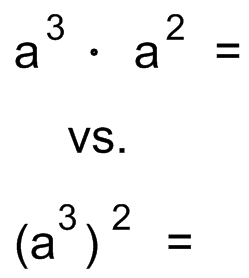 a³ · a² =
vs.
(a³)² =